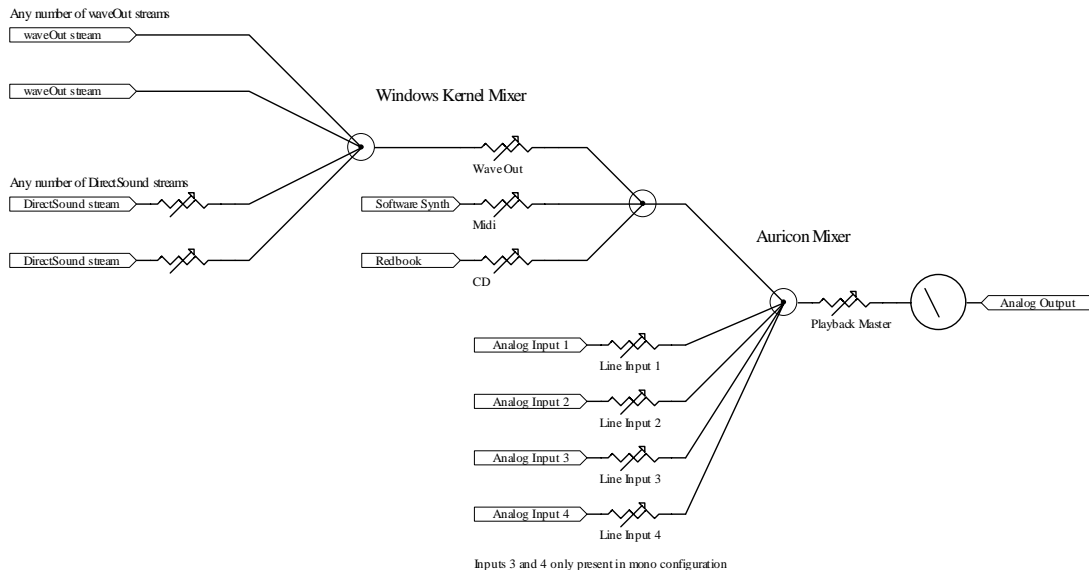 Any number of waveOut streams
waveOut stream
waveOut stream
Windows Kernel Mixer
WaveOut
Any number of DirectSound streams
DirectSound stream
Software Synth
Midi
DirectSound stream
Redbook
CD
Auricon Mixer
Playback Master
Analog Output
Analog Input 1
Line Input 1
Analog Input 2
Line Input 2
Analog Input 3
Line Input 3
Analog Input 4
Line Input 4
Inputs 3 and 4 only present in mono configuration